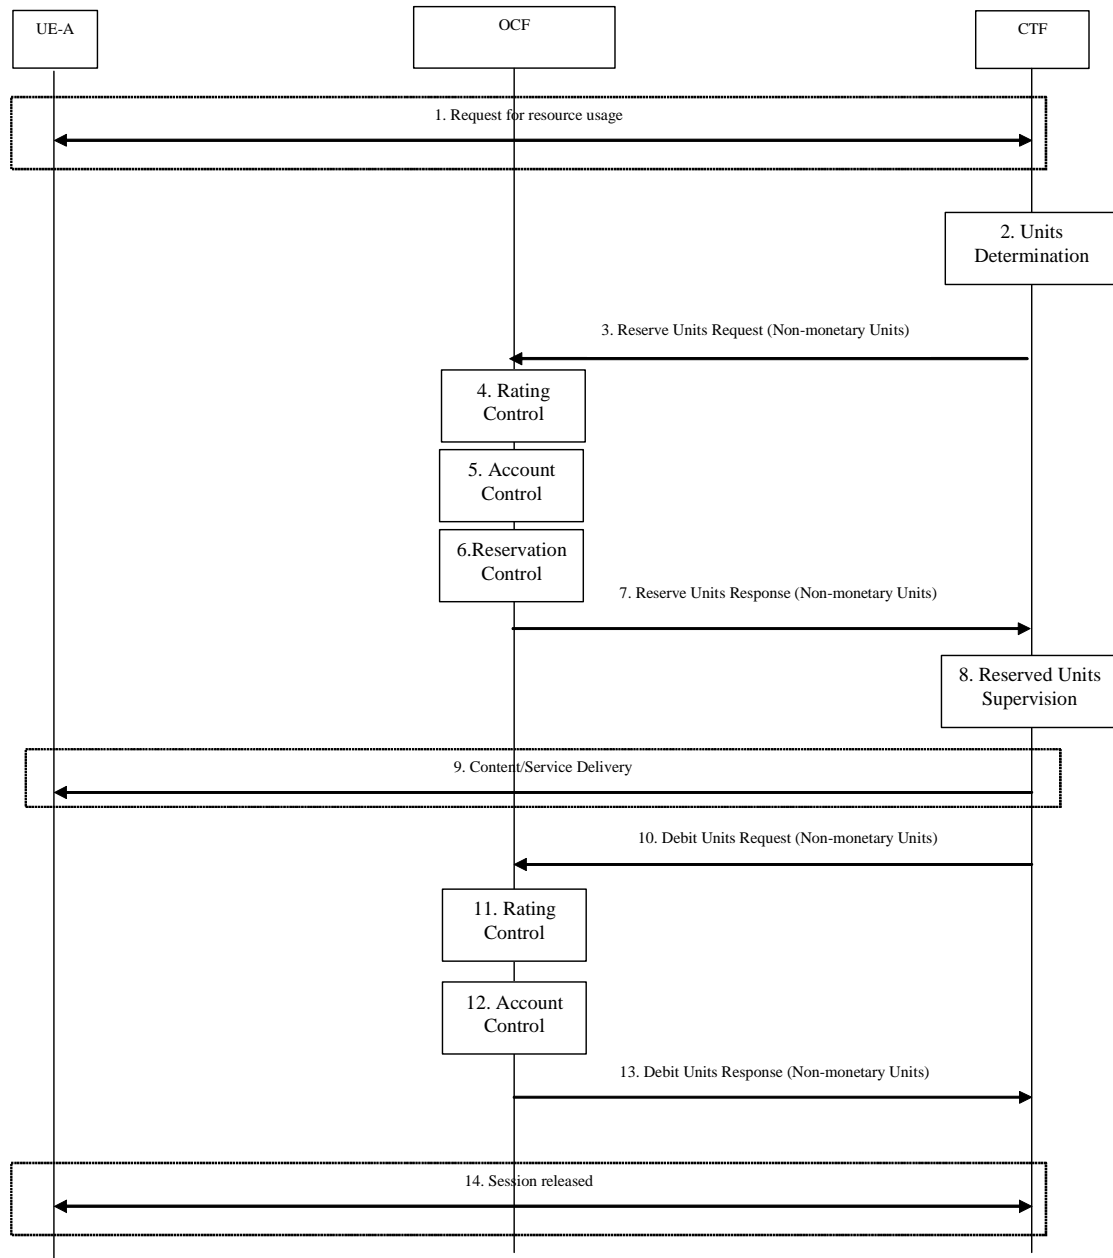 UE-A
OCF
CTF
1. Request for resource usage
2. Units
Determination
3. Reserve Units Request (Non-monetary Units)
4. Rating
Control
5. Account
Control
6.Reservation
Control
7. Reserve Units Response (Non-monetary Units)
8. Reserved Units
Supervision
9. Content/Service Delivery
10. Debit Units Request (Non-monetary Units)
11. Rating
Control
12. Account
Control
13. Debit Units Response (Non-monetary Units)
14. Session released